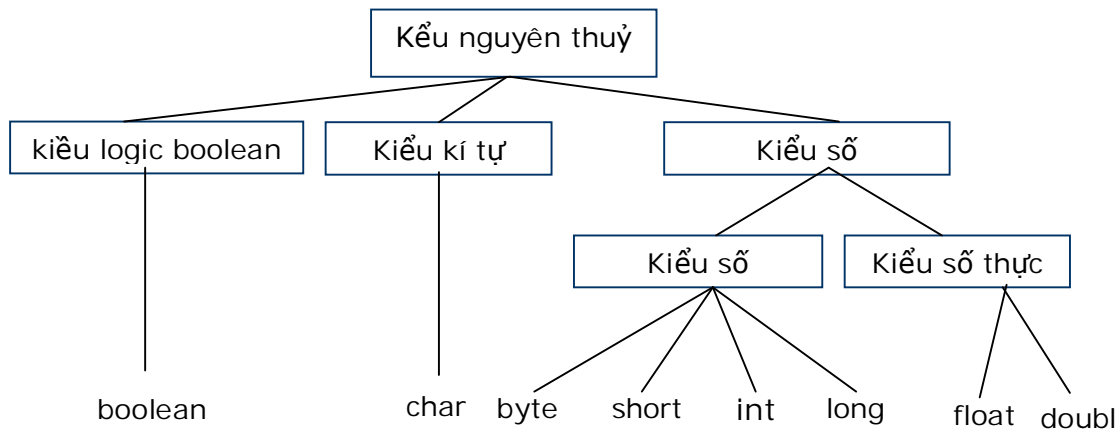 Kểu nguyên thuỷ
kiều logic boolean
Kiểu kí tự
Kiểu số
Kiểu số
Kiểu số thực
boolean
char
byte
short
int
long
float
doubl